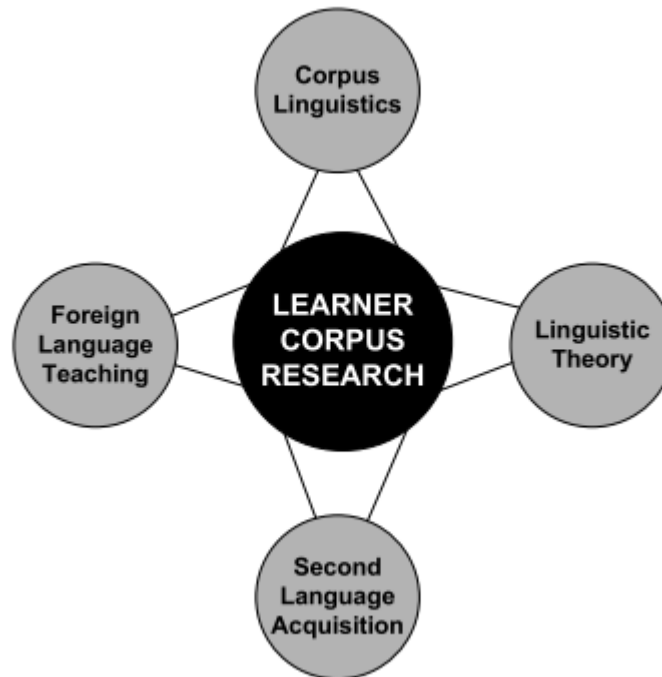 Corpus
Linguistics
Foreign
Language
Teaching
LEARNER
CORPUS
RESEARCH
Linguistic
Theory
Second
Language
Acquisition